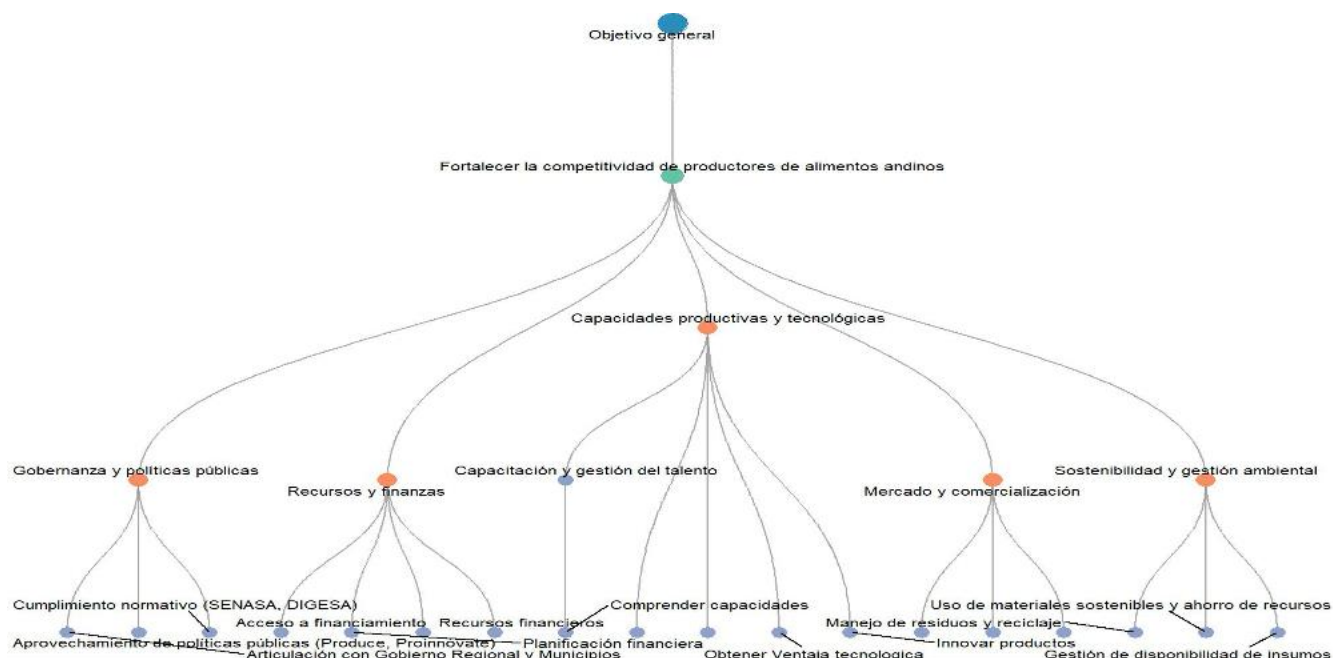 Objetivo general
Fortalecer la competitividad de productores de alimentos andinos
Capacidades productivas y tecnológicas
Gobernanza y políticas públicas
Recursos y finanzas
Capacitación y gestión del talento
Mercado y comercialización
Sostenibilidad y gestión ambiental
Cumplimiento normativo (SENASA, DIGESA)
Acceso a financiamiento
Recursos financieros
Comprender capacidades
Uso de materiales sostenibles y ahorro de recursos
Manejo de residuos y reciclaje
Aprovechamiento de políticas públicas (Produce, Proinnóvate)
Planificación financiera
Innovar productos
Articulación con Gobierno Regional y Municipios
Obtener Ventaja tecnologica
Gestión de disponibilidad de insumos